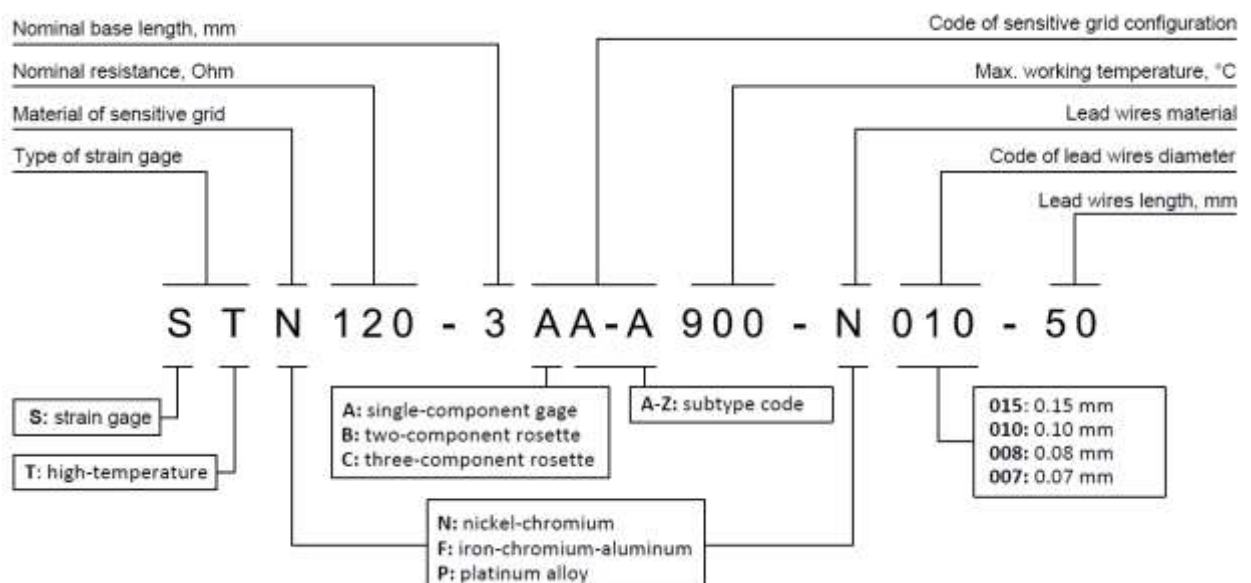 Nominal base length, mm
Code of sensitive grid configuration
Nominal resistance, Ohm
Max. working temperature, °C
Material of sensitive grid
Lead wires material
Type of strain gage
Code of lead wires diameter
Lead wires length, mm
S T N 120 - 3 A A - A 900 - N 010 - 50
S: strain gage
T: high-temperature
A: single-component gage
B: two-component rosette
C: three-component rosette
A-Z: subtype code
015: 0.15 mm
010: 0.10 mm
008: 0.08 mm
007: 0.07 mm
N: nickel-chromium
F: iron-chromium-aluminum
P: platinum alloy